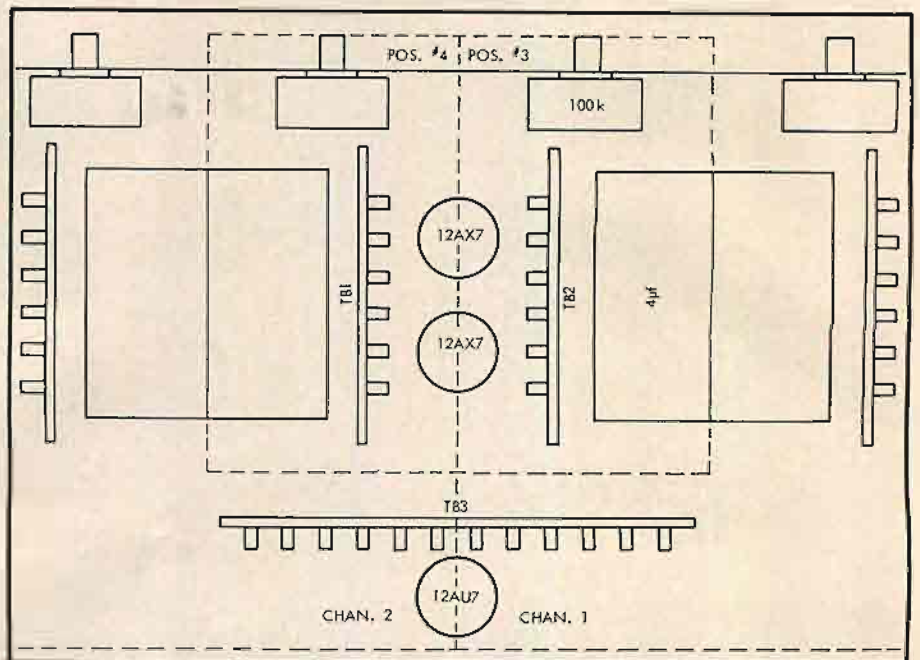 POS. #4 POS. #3
100k
12AX7
TB1
TB2
4µf
12AX7
TB3
12AU7
CHAN. 2 CHAN. 1